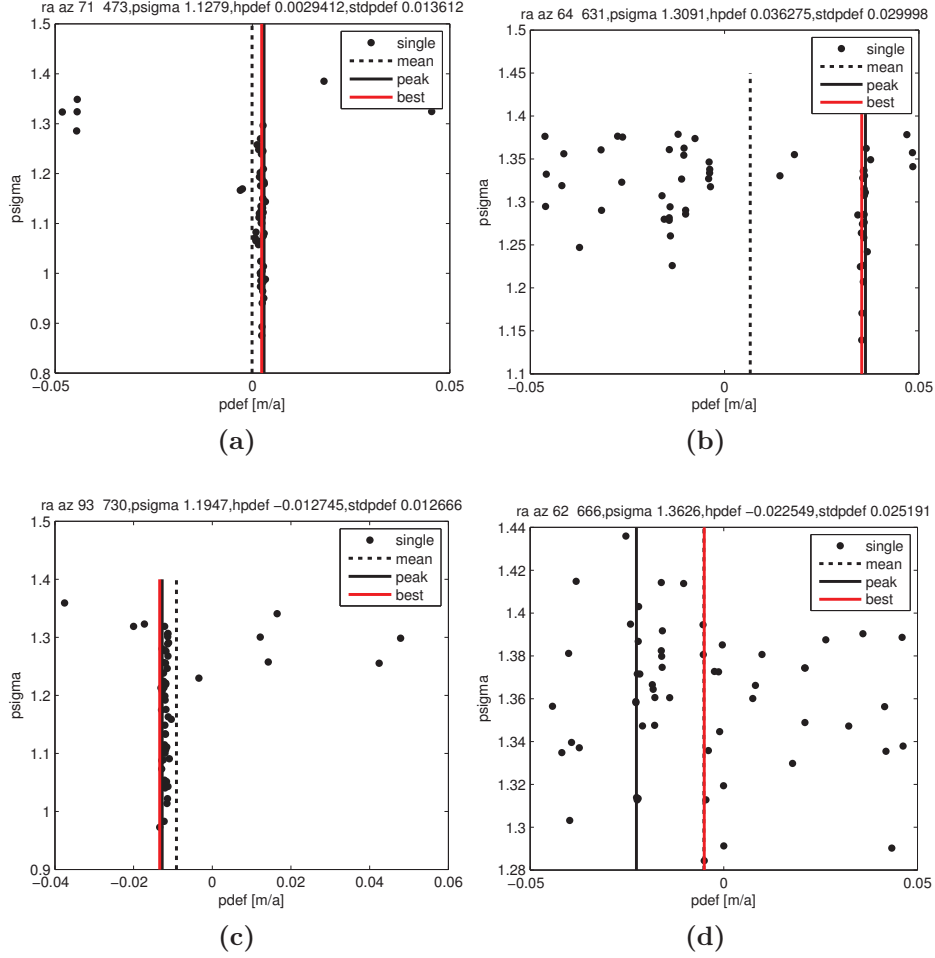 ra az 71 473,psigma 1.1279,hpdef 0.0029412,stdpdef 0.013612
1.5
1.4
1.3
1.2
1.1
1
0.9
0.8
psigma
single
mean
peak
best
−0.05
0
0.05
pdef [m/a]
(a)
ra az 64 631,psigma 1.3091,hpdef 0.036275,stdpdef 0.029998
1.5
1.45
1.4
1.35
1.3
1.25
1.2
1.15
1.1
psigma
single
mean
peak
best
−0.05
0
0.05
pdef [m/a]
(b)
ra az 93 730,psigma 1.1947,hpdef −0.012745,stdpdef 0.012666
1.5
1.4
1.3
1.2
1.1
1
0.9
psigma
single
mean
peak
best
−0.04
−0.02
0
0.02
0.04
0.06
pdef [m/a]
(c)
ra az 62 666,psigma 1.3626,hpdef −0.022549,stdpdef 0.025191
1.44
1.42
1.4
1.38
1.36
1.34
1.32
1.3
1.28
psigma
single
mean
peak
best
−0.05
0
0.05
pdef [m/a]
(d)